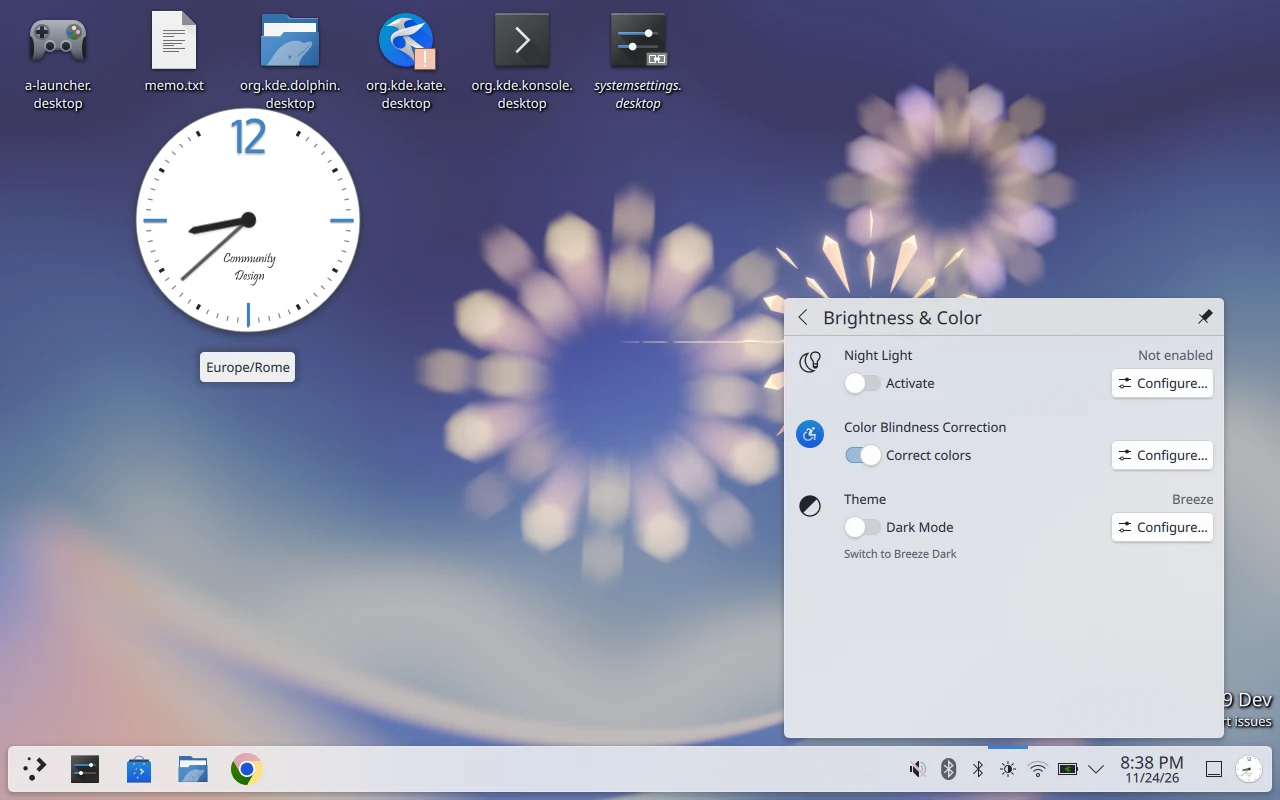 a-launcher.
desktop
memo.txt
org.kde.dolphin.
desktop
org.kde.kate.
desktop
org.kde.konsole.
desktop
systemsettings.
desktop
12
Community
Design
Europe/Rome
Brightness & Color
Night Light
Not enabled
Activate
Configure...
Color Blindness Correction
Correct colors
Configure...
Theme
Breeze
Dark Mode
Configure...
Switch to Breeze Dark
9 Dev
rt issues
8:38 PM
11/24/26